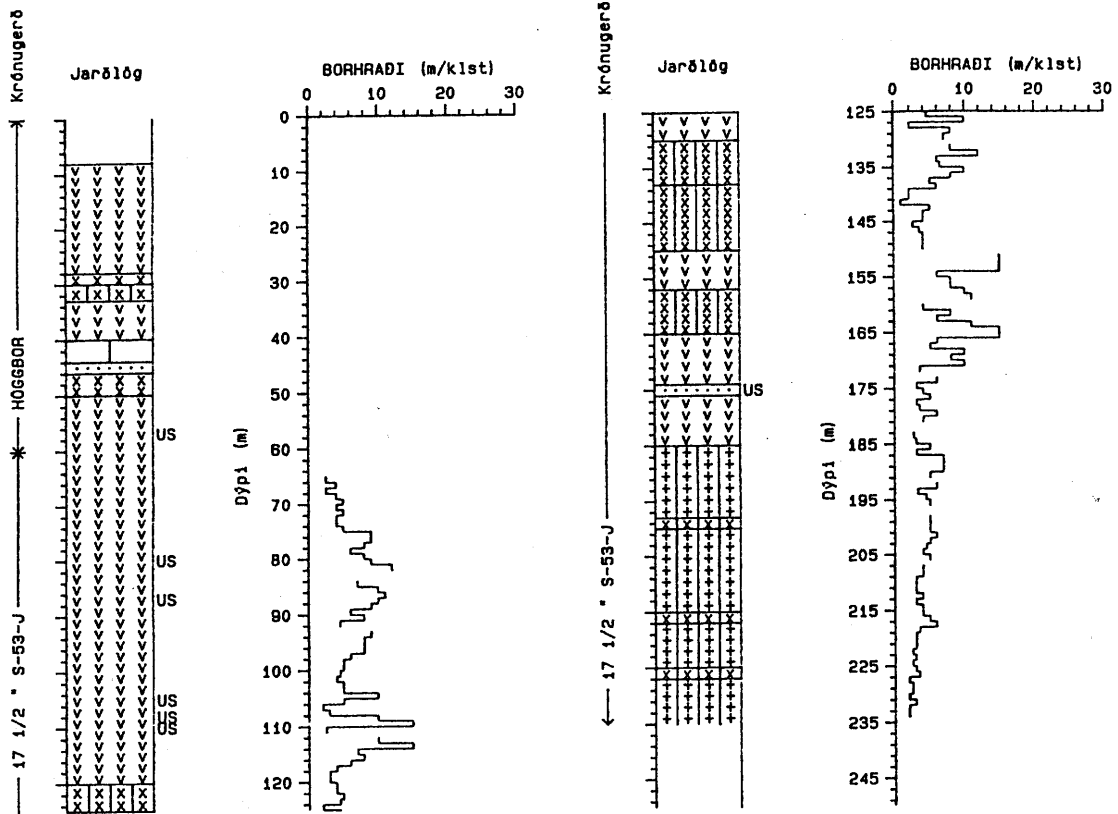 Krónugerð
Jarðlög
BORHRAÐI (m/klst)
0 10 20 30
HÖGGBOR
17 1/2 " S-53-J
US
US
US
US
US
US
Dýpi (m)
0
10
20
30
40
50
60
70
80
90
100
110
120
Krónugerð
Jarðlög
BORHRAÐI (m/klst)
0 10 20 30
17 1/2 " S-53-J
US
Dýpi (m)
125
135
145
155
165
175
185
195
205
215
225
235
245